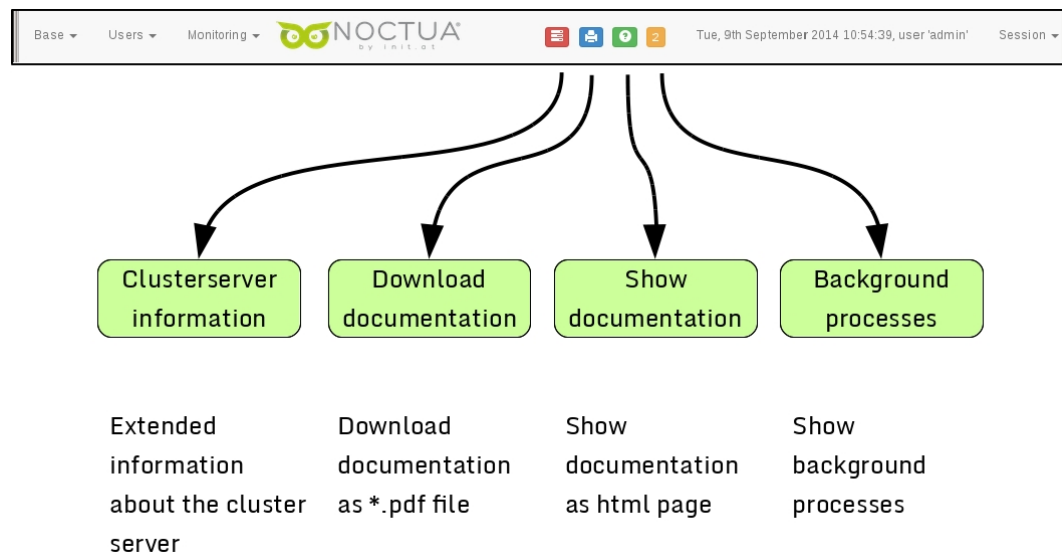 Base Users Monitoring NOCTUA® 2 Tue, 9th September 2014 10:54:39, user 'admin' Session
by init.at
Clusterserver
information
Download
documentation
Show
documentation
Background
processes
Extended
information
about the cluster
server
Download
documentation
as *.pdf file
Show
documentation
as html page
Show
background
processes